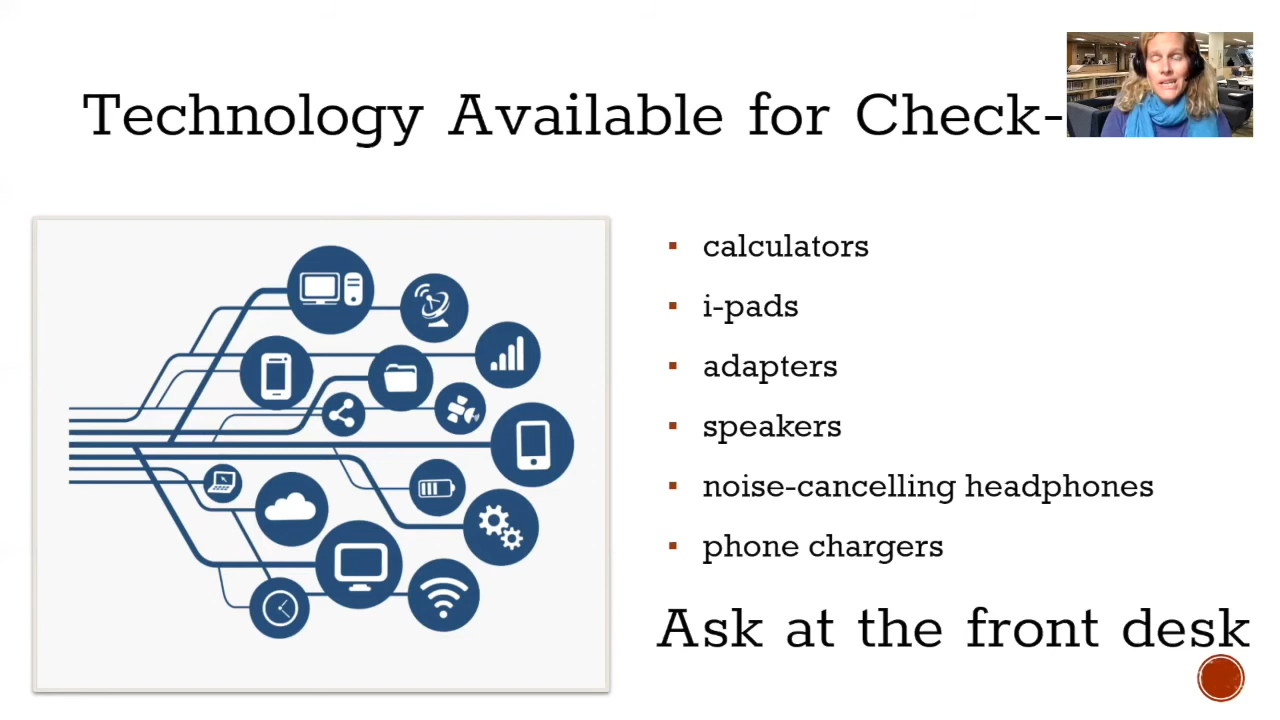 Technology Available for Check-
calculators
i-pads
adapters
speakers
noise-cancelling headphones
phone chargers
Ask at the front desk